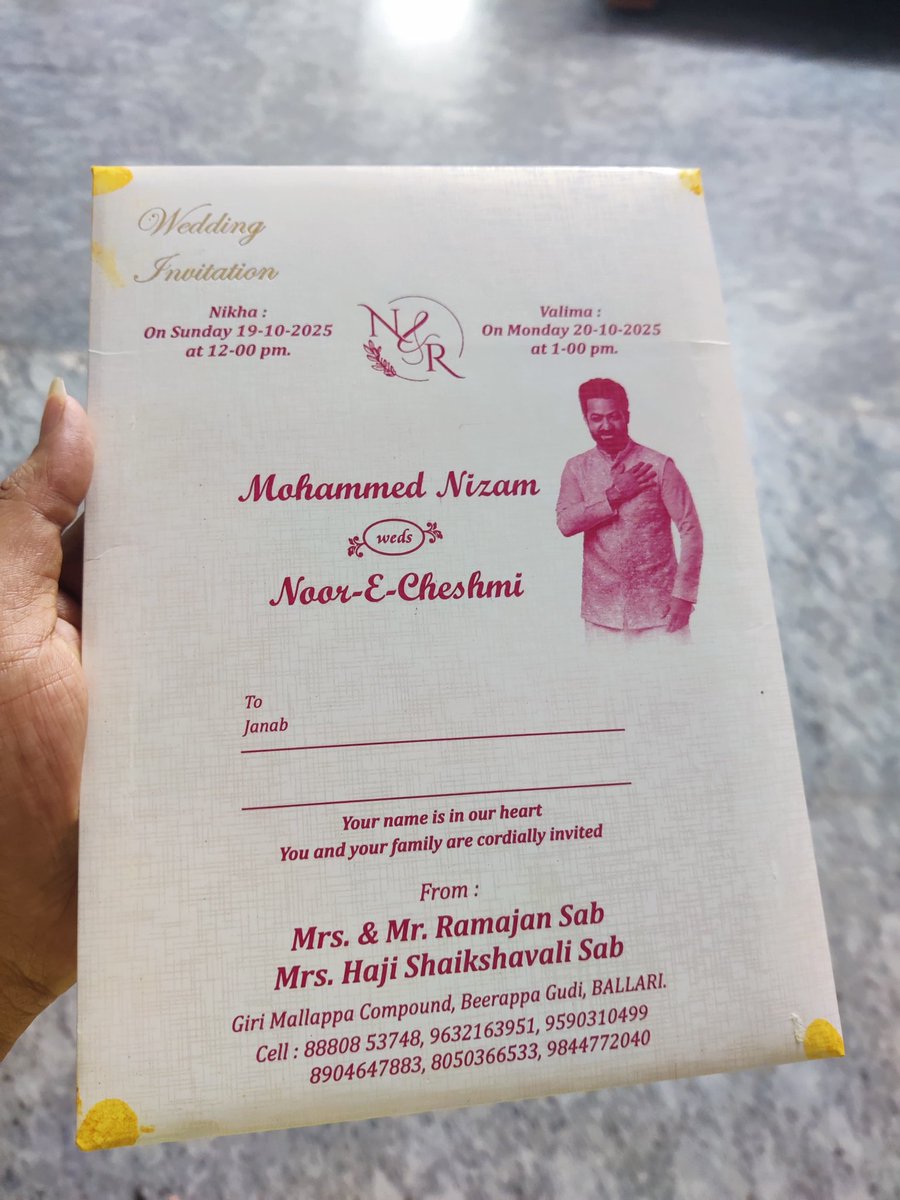 Wedding
Invitation
Nikha :
On Sunday 19-10-2025
at 12-00 pm.
N&R
Valima :
On Monday 20-10-2025
at 1-00 pm.
Mohammed Nizam
weds
Noor-E-Cheshmi
To
Janab
Your name is in our heart
You and your family are cordially invited
From :
Mrs. & Mr. Ramajan Sab
Mrs. Haji Shaikshavali Sab
Giri Mallappa Compound, Beerappa Gudi, BALLARI.
Cell : 88880 53748, 9632163951, 9590310499
8904647883, 8050366533, 9844772040